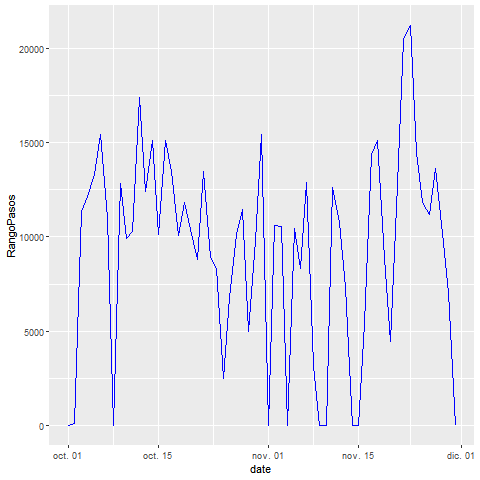 20000
15000
10000
5000
0
RangoPasos
oct. 01
oct. 15
nov. 01
nov. 15
dic. 01
date